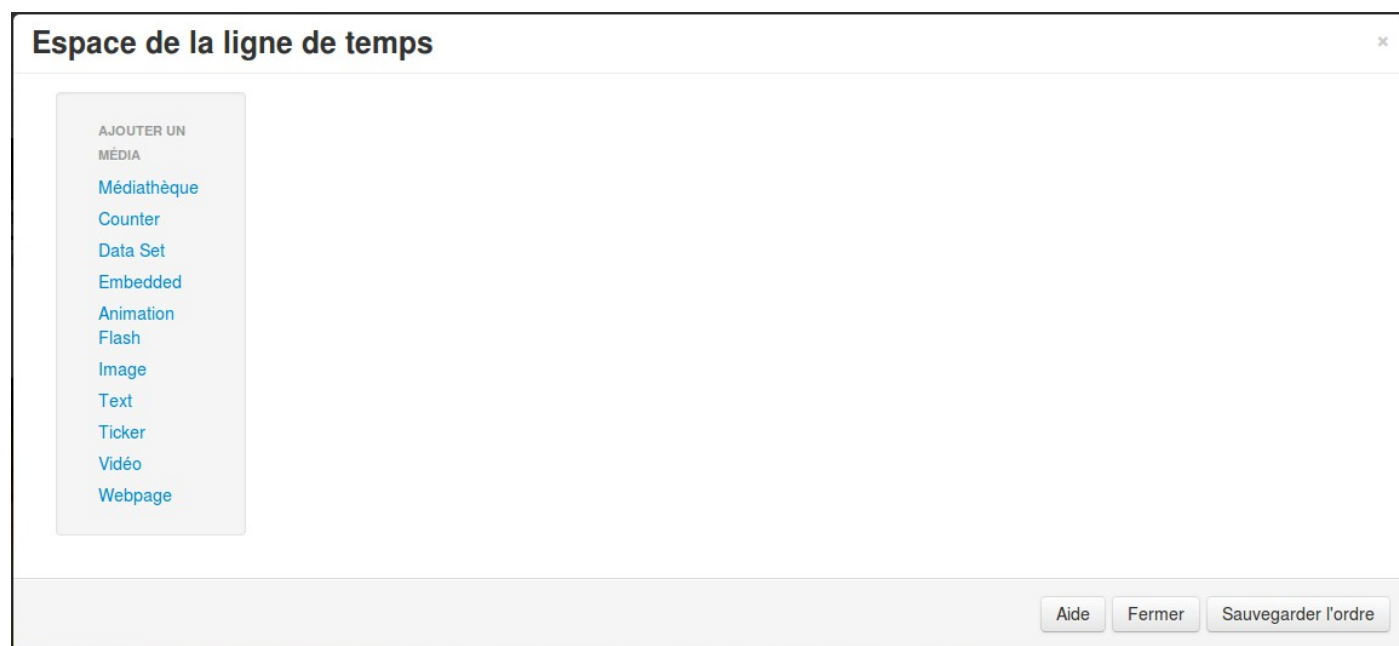 Espace de la ligne de temps
×
AJOUTER UN
MÉDIA
Médiathèque
Counter
Data Set
Embedded
Animation
Flash
Image
Text
Ticker
Vidéo
Webpage
Aide Fermer Sauvegarder l'ordre